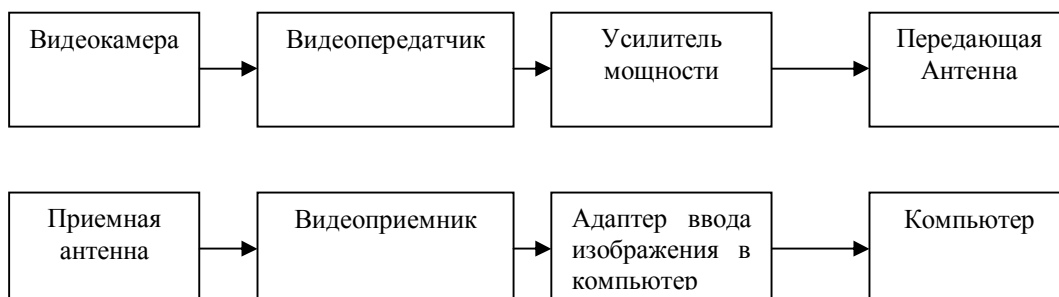 Видеокамера
Видеопередатчик
Усилитель
мощности
Передающая
Антенна
Приемная
антенна
Видеоприемник
Адаптер ввода
изображения в
компьютер
Компьютер